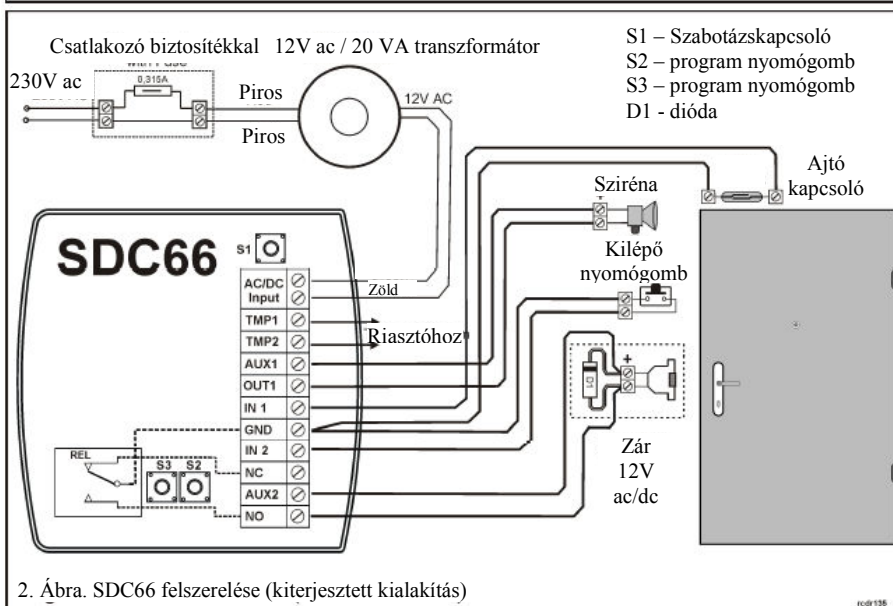 Csatlakozó biztosítékkal 12V ac / 20 VA transzformátor
with Fuse
0,315A
230V ac
Piros
Piros
12V AC
S1 – Szabotázskapcsoló
S2 – program nyomógomb
S3 – program nyomógomb
D1 - dióda
Ajtó
kapcsoló
Sziréna
Kilépő
nyomógomb
SDC66
S1
AC/DC
Input
Zöld
TMP1
TMP2
Riasztóhoz
AUX1
OUT1
IN 1
GND
IN 2
NC
AUX2
NO
REL
S3 S2
+
D1
Zár
12V
ac/dc
2. Ábra. SDC66 felszerelése (kiterjesztett kialakítás)
rcdr136